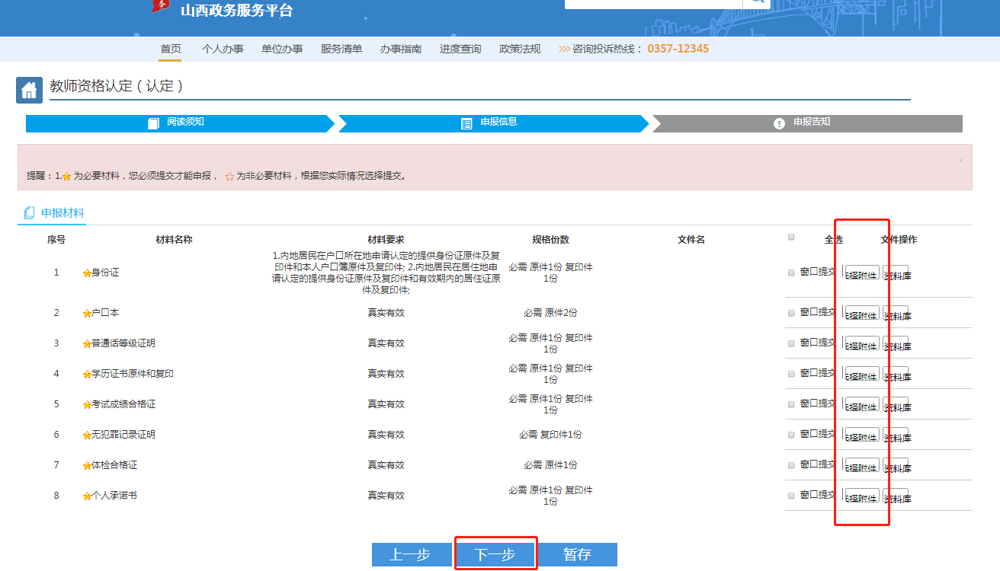 山西政务服务平台
首页 个人办事 单位办事 服务清单 办事指南 进度查询 政策法规 咨询投诉热线： 0357-12345
教师资格认定（认定）
阅读须知 申报信息 申报告知
×
提醒：1.为必要材料，您必须提交才能申报， 为非必要材料，根据您实际情况选择提交。
申报材料
序号 材料名称 材料要求 规格份数 文件名 全选 文件操作
1 身份证 1.内地居民在户口所在地申请认定的提供身份证原件及复
印件和本人户口簿原件及复印件; 2.内地居民在居住地申
请认定的提供身份证原件及复印件和有效期内的居住证原
件及复印件;
必需 原件1份 复印件
1份
窗口提交 选择附件 资料库
2 户口本 真实有效 必需 原件2份 窗口提交 选择附件 资料库
3 普通话等级证明 真实有效 必需 原件1份 复印件
1份
窗口提交 选择附件 资料库
4 学历证书原件和复印 真实有效 必需 原件1份 复印件
1份
窗口提交 选择附件 资料库
5 考试成绩合格证 真实有效 必需 原件1份 复印件
1份
窗口提交 选择附件 资料库
6 无犯罪记录证明 真实有效 必需 复印件1份 窗口提交 选择附件 资料库
7 体检合格证 真实有效 必需 原件1份 窗口提交 选择附件 资料库
8 个人承诺书 真实有效 必需 原件1份 复印件
1份
窗口提交 选择附件 资料库
上一步 下一步 暂存